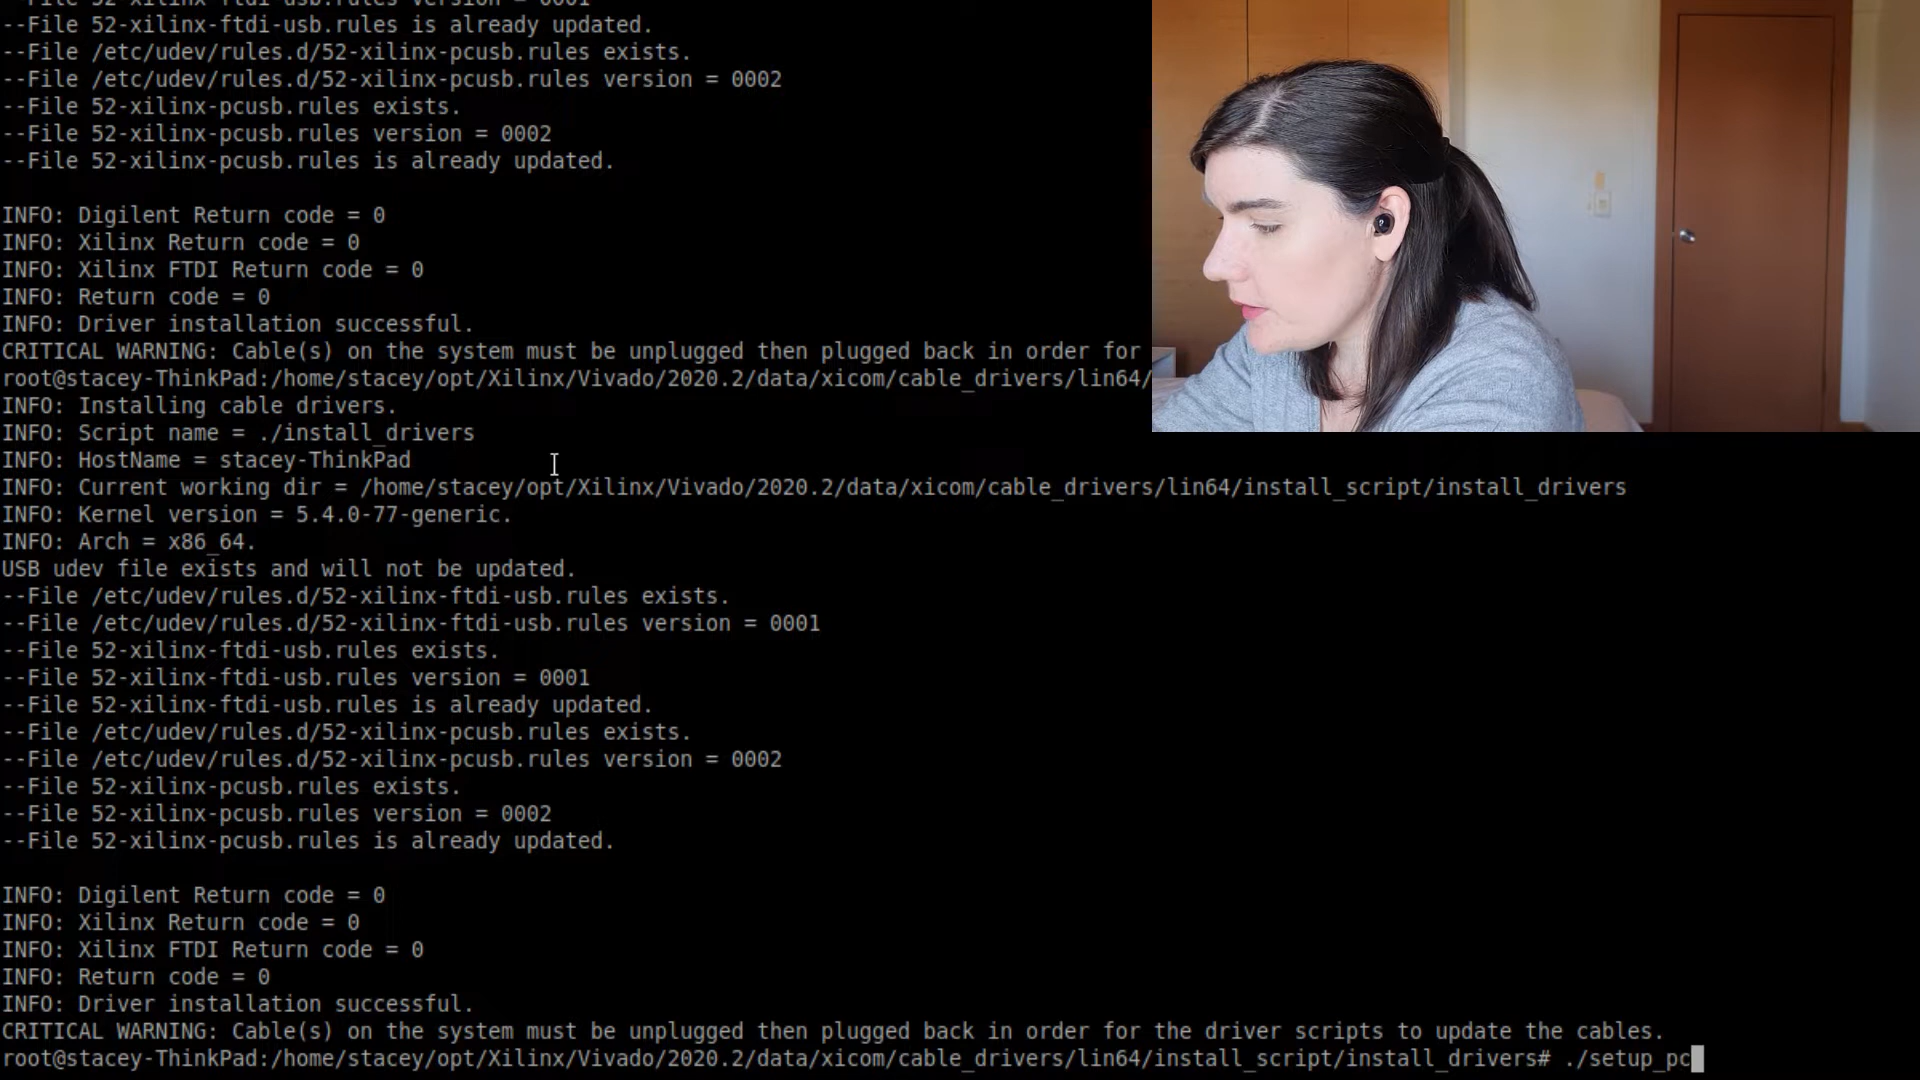 --File 52-xilinx-ftdi-usb.rules version = 0001
--File 52-xilinx-ftdi-usb.rules is already updated.
--File /etc/udev/rules.d/52-xilinx-pcusb.rules exists.
--File /etc/udev/rules.d/52-xilinx-pcusb.rules version = 0002
--File 52-xilinx-pcusb.rules exists.
--File 52-xilinx-pcusb.rules version = 0002
--File 52-xilinx-pcusb.rules is already updated.
INFO: Digilent Return code = 0
INFO: Xilinx Return code = 0
INFO: Xilinx FTDI Return code = 0
INFO: Return code = 0
INFO: Driver installation successful.
CRITICAL WARNING: Cable(s) on the system must be unplugged then plugged back in order for
root@stacey-ThinkPad:/home/stacey/opt/Xilinx/Vivado/2020.2/data/xicom/cable_drivers/lin64/
INFO: Installing cable drivers.
INFO: Script name = ./install_drivers
INFO: HostName = stacey-ThinkPad
INFO: Current working dir = /home/stacey/opt/Xilinx/Vivado/2020.2/data/xicom/cable_drivers/lin64/install_script/install_drivers
INFO: Kernel version = 5.4.0-77-generic.
INFO: Arch = x86_64.
USB udev file exists and will not be updated.
--File /etc/udev/rules.d/52-xilinx-ftdi-usb.rules exists.
--File /etc/udev/rules.d/52-xilinx-ftdi-usb.rules version = 0001
--File 52-xilinx-ftdi-usb.rules exists.
--File 52-xilinx-ftdi-usb.rules version = 0001
--File 52-xilinx-ftdi-usb.rules is already updated.
--File /etc/udev/rules.d/52-xilinx-pcusb.rules exists.
--File /etc/udev/rules.d/52-xilinx-pcusb.rules version = 0002
--File 52-xilinx-pcusb.rules exists.
--File 52-xilinx-pcusb.rules version = 0002
--File 52-xilinx-pcusb.rules is already updated.
INFO: Digilent Return code = 0
INFO: Xilinx Return code = 0
INFO: Xilinx FTDI Return code = 0
INFO: Return code = 0
INFO: Driver installation successful.
CRITICAL WARNING: Cable(s) on the system must be unplugged then plugged back in order for the driver scripts to update the cables.
root@stacey-ThinkPad:/home/stacey/opt/Xilinx/Vivado/2020.2/data/xicom/cable_drivers/lin64/install_script/install_drivers# ./setup_pc